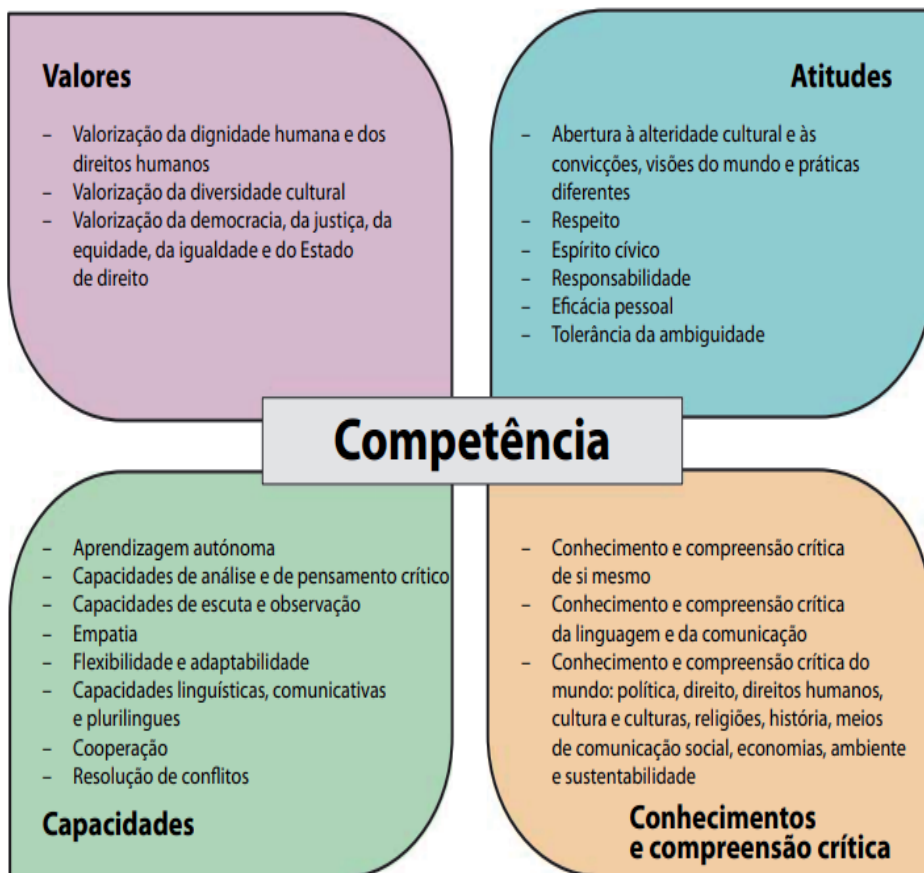 Valores
– Valorização da dignidade humana e dos
direitos humanos
– Valorização da diversidade cultural
– Valorização da democracia, da justiça, da
equidade, da igualdade e do Estado
de direito
Atitudes
– Abertura à alteridade cultural e às
convicções, visões do mundo e práticas
diferentes
– Respeito
– Espírito cívico
– Responsabilidade
– Eficácia pessoal
– Tolerância da ambiguidade
Competência
– Aprendizagem autónoma
– Capacidades de análise e de pensamento crítico
– Capacidades de escuta e observação
– Empatia
– Flexibilidade e adaptabilidade
– Capacidades linguísticas, comunicativas
e plurilingues
– Cooperação
– Resolução de conflitos
Capacidades
– Conhecimento e compreensão crítica
de si mesmo
– Conhecimento e compreensão crítica
da linguagem e da comunicação
– Conhecimento e compreensão crítica do
mundo: política, direito, direitos humanos,
cultura e culturas, religiões, história, meios
de comunicação social, economias, ambiente
e sustentabilidade
Conhecimentos
e compreensão crítica